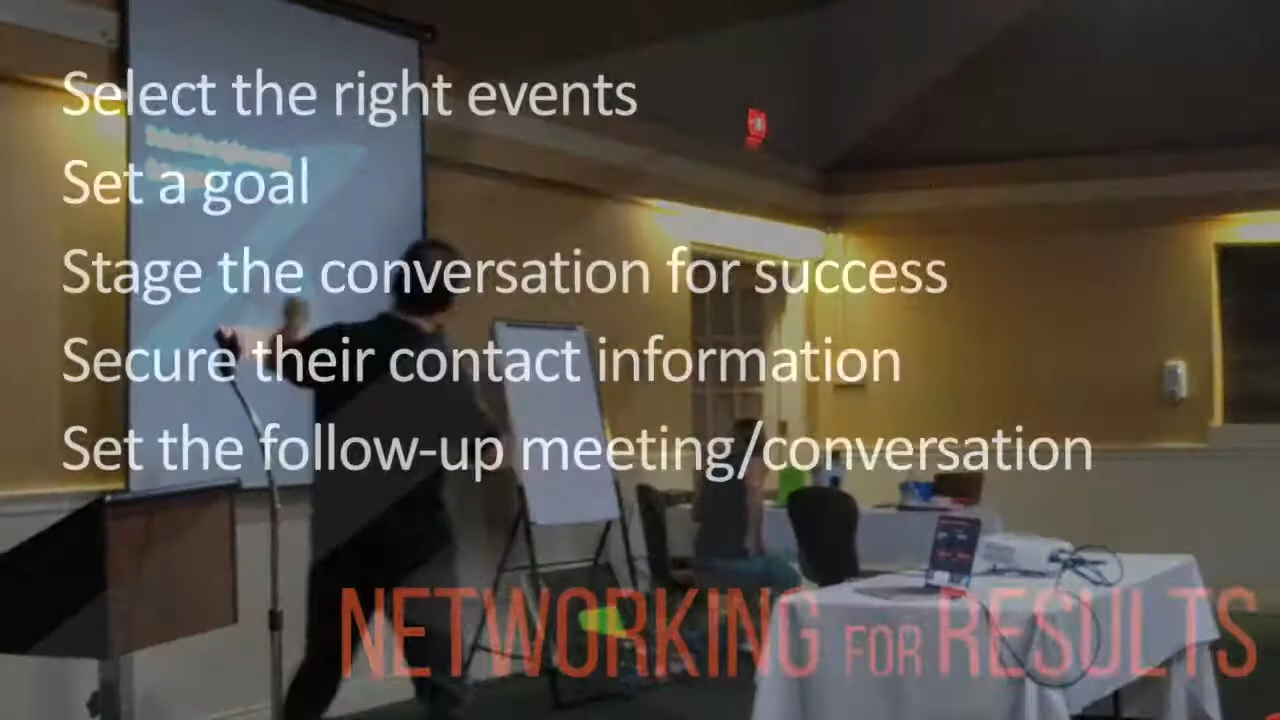 Select the right events
Set a goal
Stage the conversation for success
Secure their contact information
Set the follow-up meeting/conversation
NETWORKING FOR RESULTS